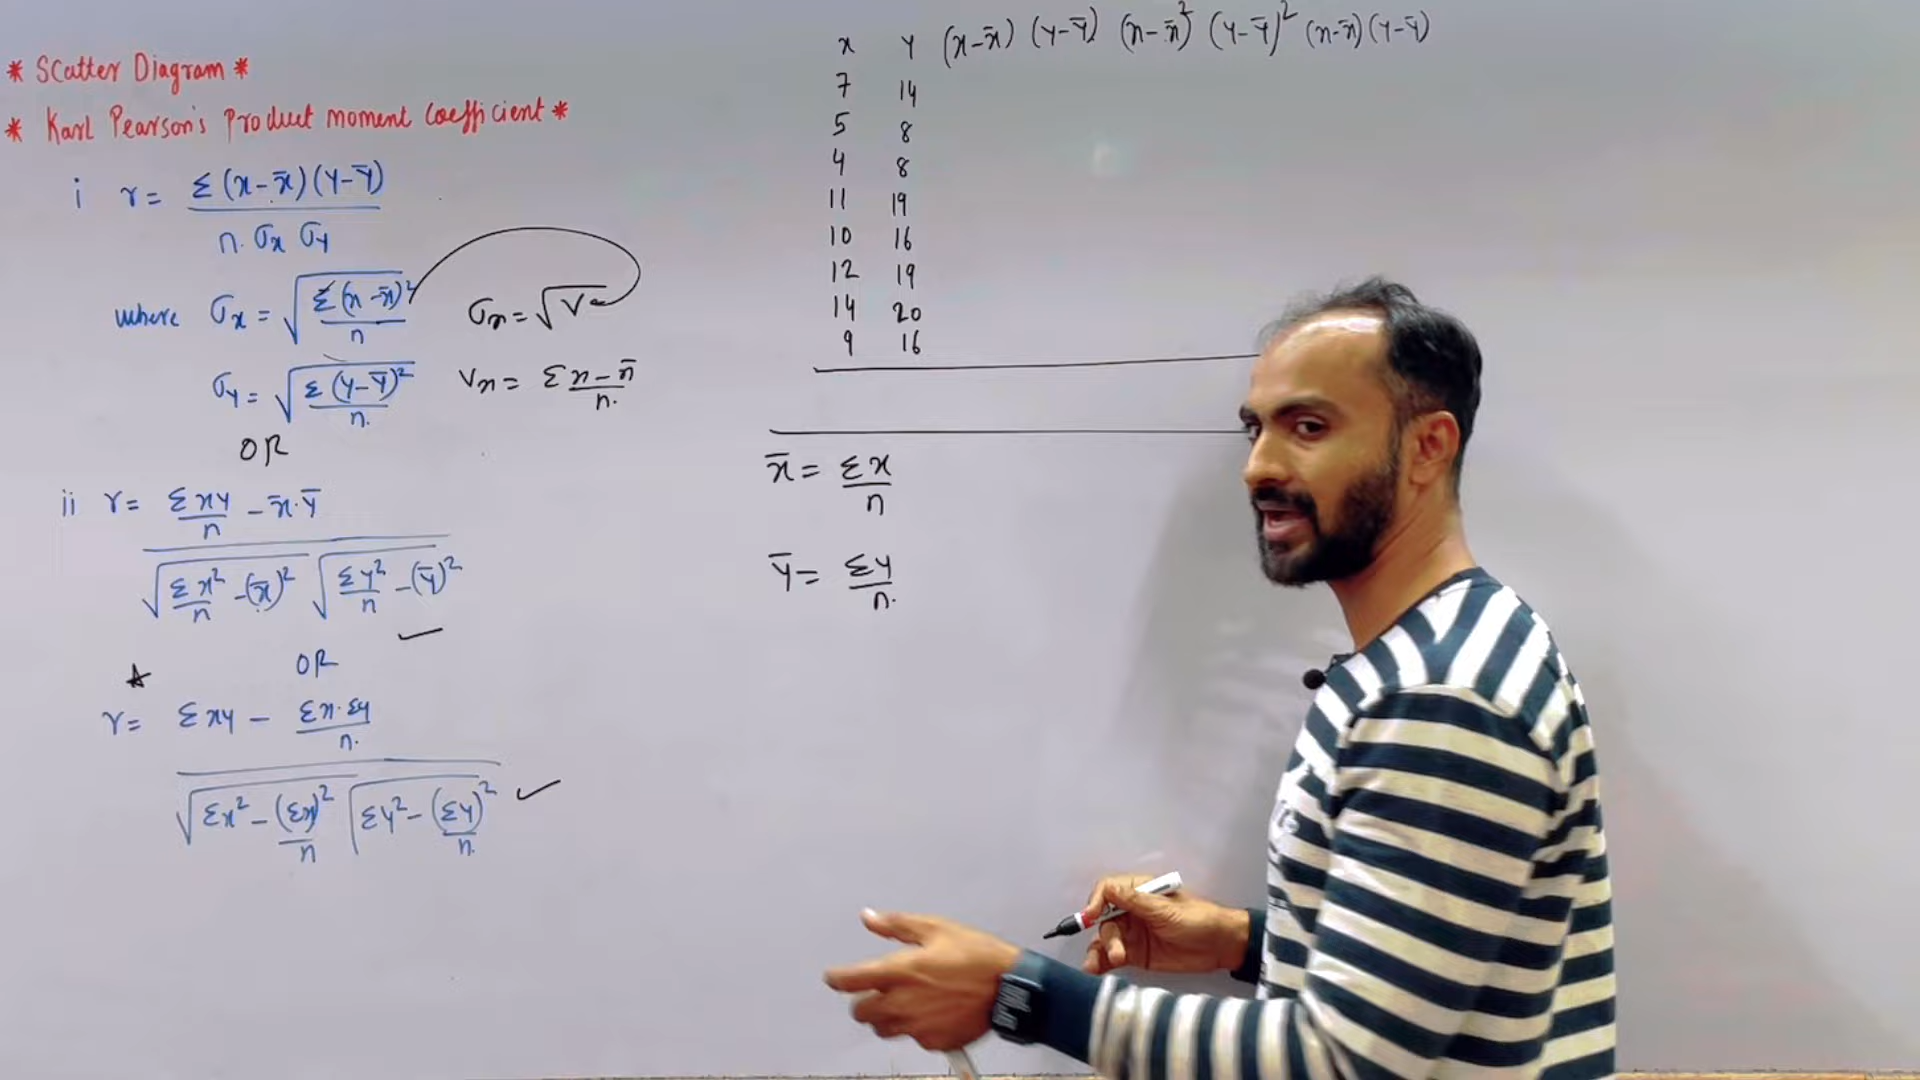 * Scatter Diagram *
* Karl Pearson's Product moment Coefficient *
i r = Σ(x-x̄)(y-ȳ)
n. σx σy
where σx = √Σ(x-x̄)²
n
σx = √V
σy = √Σ(y-ȳ)²
n.
Vx = Σ x-x̄
n.
OR
ii r = Σxy - x̄.ȳ
n
√Σx² -(x̄)² √Σy² -(ȳ)²
n n
OR
r = Σxy - Σx.Σy
n.
√Σx² - (Σx)² √Σy² - (Σy)²
n n.
x y (x-x̄) (y-ȳ) (x-x̄)² (y-ȳ)² (x-x̄)(y-ȳ)
7 14
5 8
4 8
11 19
10 16
12 19
14 20
9 16
x̄ = Σx
n
ȳ = Σy
n.